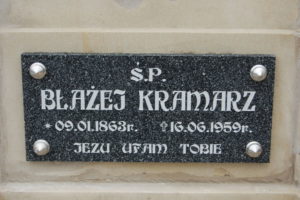 Ś.P.
BŁAŻEJ KRAMARZ
* 09.01.1863r. ✝ 16.06.1959r.
JEZU UFAM TOBIE